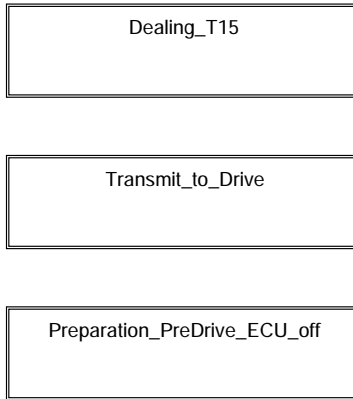 Dealing_T15
Transmit_to_Drive
Preparation_PreDrive_ECU_off